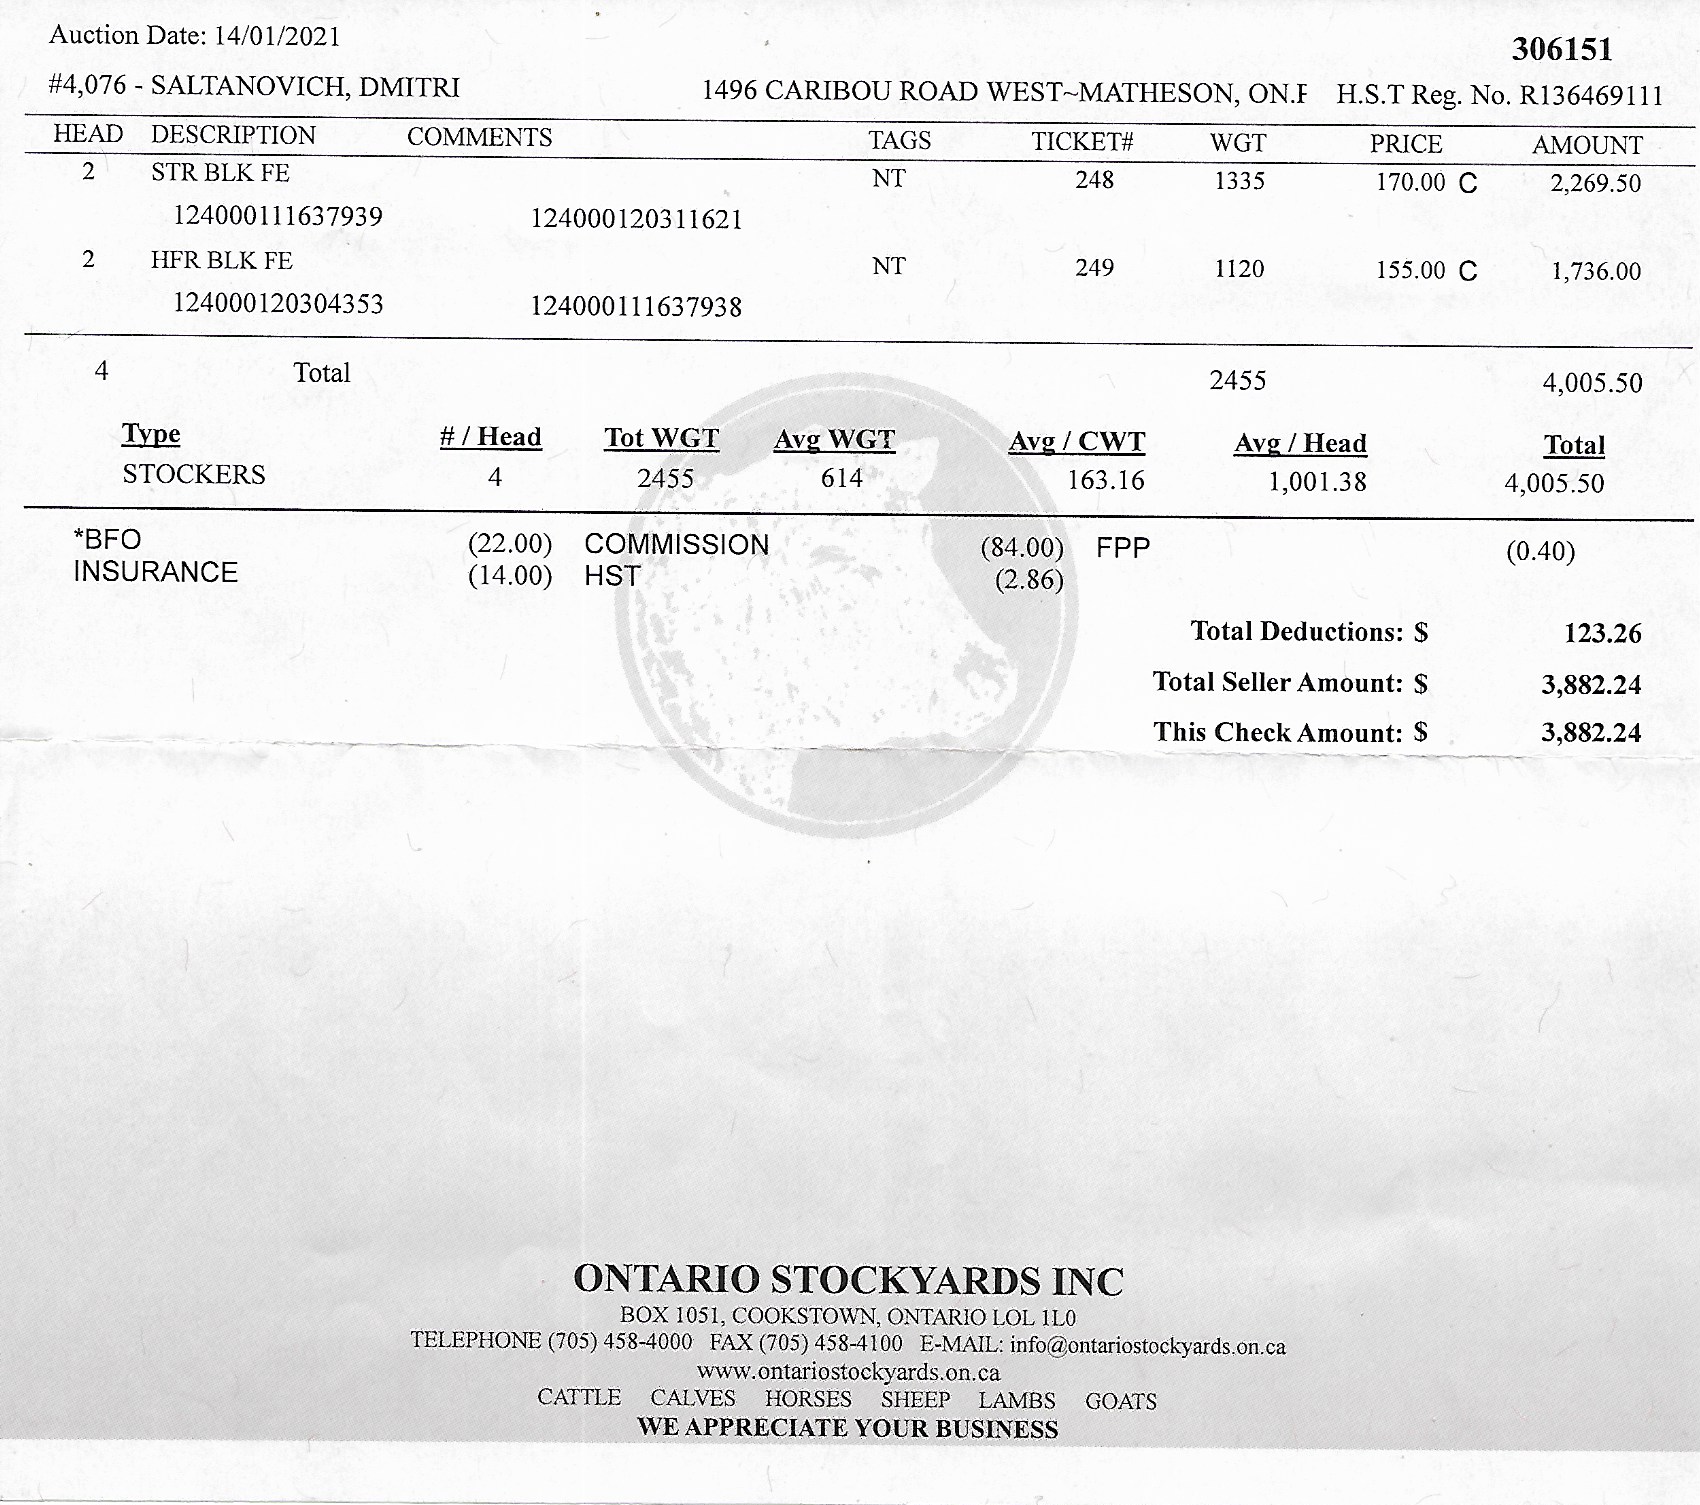 Auction Date: 14/01/2021
306151
#4,076 - SALTANOVICH, DMITRI 1496 CARIBOU ROAD WEST~MATHESON, ON.F H.S.T Reg. No. R136469111
HEAD DESCRIPTION COMMENTS TAGS TICKET# WGT PRICE AMOUNT
2 STR BLK FE NT 248 1335 170.00 C 2,269.50
124000111637939 124000120311621
2 HFR BLK FE NT 249 1120 155.00 C 1,736.00
124000120304353 124000111637938
4 Total 2455 4,005.50
Type # / Head Tot WGT Avg WGT Avg / CWT Avg / Head Total
STOCKERS 4 2455 614 163.16 1,001.38 4,005.50
*BFO (22.00) COMMISSION (84.00) FPP (0.40)
INSURANCE (14.00) HST (2.86)
Total Deductions: $ 123.26
Total Seller Amount: $ 3,882.24
This Check Amount: $ 3,882.24
ONTARIO STOCKYARDS INC
BOX 1051, COOKSTOWN, ONTARIO LOL 1L0
TELEPHONE (705) 458-4000 FAX (705) 458-4100 E-MAIL: info@ontariostockyards.on.ca
www.ontariostockyards.on.ca
CATTLE CALVES HORSES SHEEP LAMBS GOATS
WE APPRECIATE YOUR BUSINESS